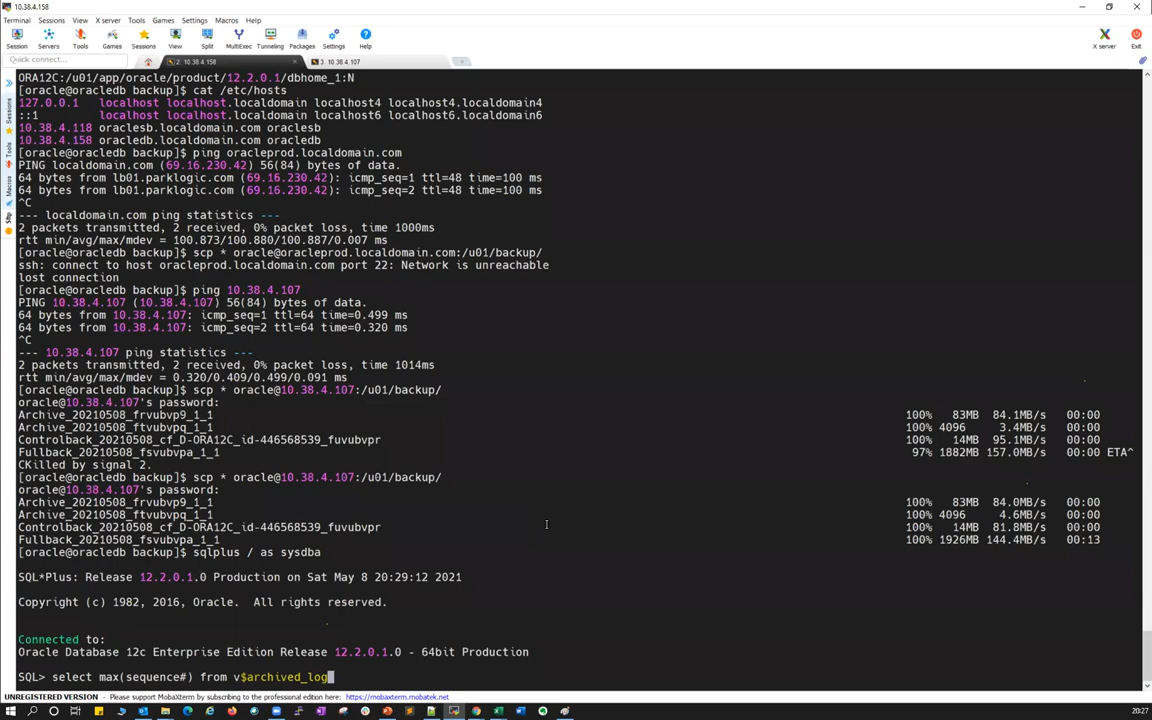 10.38.4.158
Terminal Sessions View X server Tools Games Settings Macros Help
Session Servers Tools Games Sessions View Split MultiExec Tunneling Packages Settings Help X server Exit
Quick connect...
2. 10.38.4.158
3. 10.38.4.107
Sessions
Tools
Macros
Sftp
ORA12C:/u01/app/oracle/product/12.2.0.1/dbhome_1:N
[oracle@oracledb backup]$ cat /etc/hosts
127.0.0.1 localhost localhost.localdomain localhost4 localhost4.localdomain4
::1 localhost localhost.localdomain localhost6 localhost6.localdomain6
10.38.4.118 oraclesb.localdomain.com oraclesb
10.38.4.158 oracledb.localdomain.com oracledb
[oracle@oracledb backup]$ ping oracleprod.localdomain.com
PING localdomain.com (69.16.230.42) 56(84) bytes of data.
64 bytes from lb01.parklogic.com (69.16.230.42): icmp_seq=1 ttl=48 time=100 ms
64 bytes from lb01.parklogic.com (69.16.230.42): icmp_seq=2 ttl=48 time=100 ms
^C
--- localdomain.com ping statistics ---
2 packets transmitted, 2 received, 0% packet loss, time 1000ms
rtt min/avg/max/mdev = 100.873/100.880/100.887/0.007 ms
[oracle@oracledb backup]$ scp * oracle@oracleprod.localdomain.com:/u01/backup/
ssh: connect to host oracleprod.localdomain.com port 22: Network is unreachable
lost connection
[oracle@oracledb backup]$ ping 10.38.4.107
PING 10.38.4.107 (10.38.4.107) 56(84) bytes of data.
64 bytes from 10.38.4.107: icmp_seq=1 ttl=64 time=0.499 ms
64 bytes from 10.38.4.107: icmp_seq=2 ttl=64 time=0.320 ms
^C
--- 10.38.4.107 ping statistics ---
2 packets transmitted, 2 received, 0% packet loss, time 1014ms
rtt min/avg/max/mdev = 0.320/0.409/0.499/0.091 ms
[oracle@oracledb backup]$ scp * oracle@10.38.4.107:/u01/backup/
oracle@10.38.4.107's password:
Archive_20210508_frvubvp9_1_1 100% 83MB 84.1MB/s 00:00
Archive_20210508_ftvubvpq_1_1 100% 4096 3.4MB/s 00:00
Controlback_20210508_cf_D-ORA12C_id-446568539_fuvubvpr 100% 14MB 95.1MB/s 00:00
Fullback_20210508_fsvubvpa_1_1 97% 1882MB 157.0MB/s 00:00 ETA^
CKilled by signal 2.
[oracle@oracledb backup]$ scp * oracle@10.38.4.107:/u01/backup/
oracle@10.38.4.107's password:
Archive_20210508_frvubvp9_1_1 100% 83MB 84.0MB/s 00:00
Archive_20210508_ftvubvpq_1_1 100% 4096 4.6MB/s 00:00
Controlback_20210508_cf_D-ORA12C_id-446568539_fuvubvpr 100% 14MB 81.8MB/s 00:00
Fullback_20210508_fsvubvpa_1_1 100% 1926MB 144.4MB/s 00:13
[oracle@oracledb backup]$ sqlplus / as sysdba
SQL*Plus: Release 12.2.0.1.0 Production on Sat May 8 20:29:12 2021
Copyright (c) 1982, 2016, Oracle. All rights reserved.
Connected to:
Oracle Database 12c Enterprise Edition Release 12.2.0.1.0 - 64bit Production
SQL> select max(sequence#) from v$archived_log
UNREGISTERED VERSION - Please support MobaXterm by subscribing to the professional edition here: https://mobaxterm.mobatek.net
20:27